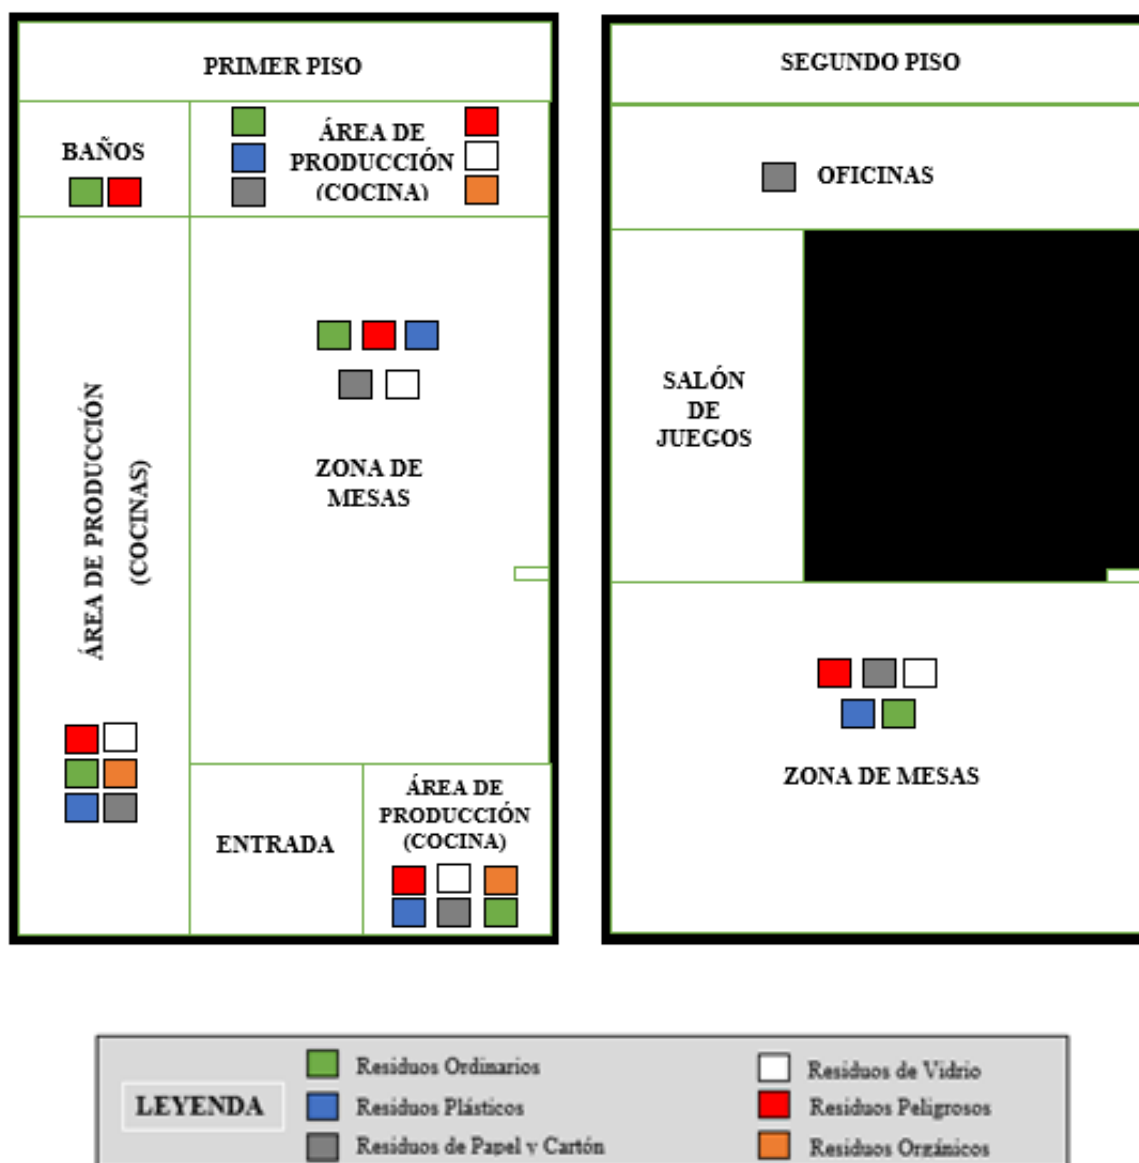 PRIMER PISO
BAÑOS
ÁREA DE
PRODUCCIÓN
(COCINA)
ÁREA DE PRODUCCIÓN
(COCINAS)
ZONA DE
MESAS
ENTRADA
ÁREA DE
PRODUCCIÓN
(COCINA)
SEGUNDO PISO
OFICINAS
SALÓN
DE
JUEGOS
ZONA DE MESAS
LEYENDA
Residuos Ordinarios
Residuos Plásticos
Residuos de Papel y Cartón
Residuos de Vidrio
Residuos Peligrosos
Residuos Orgánicos